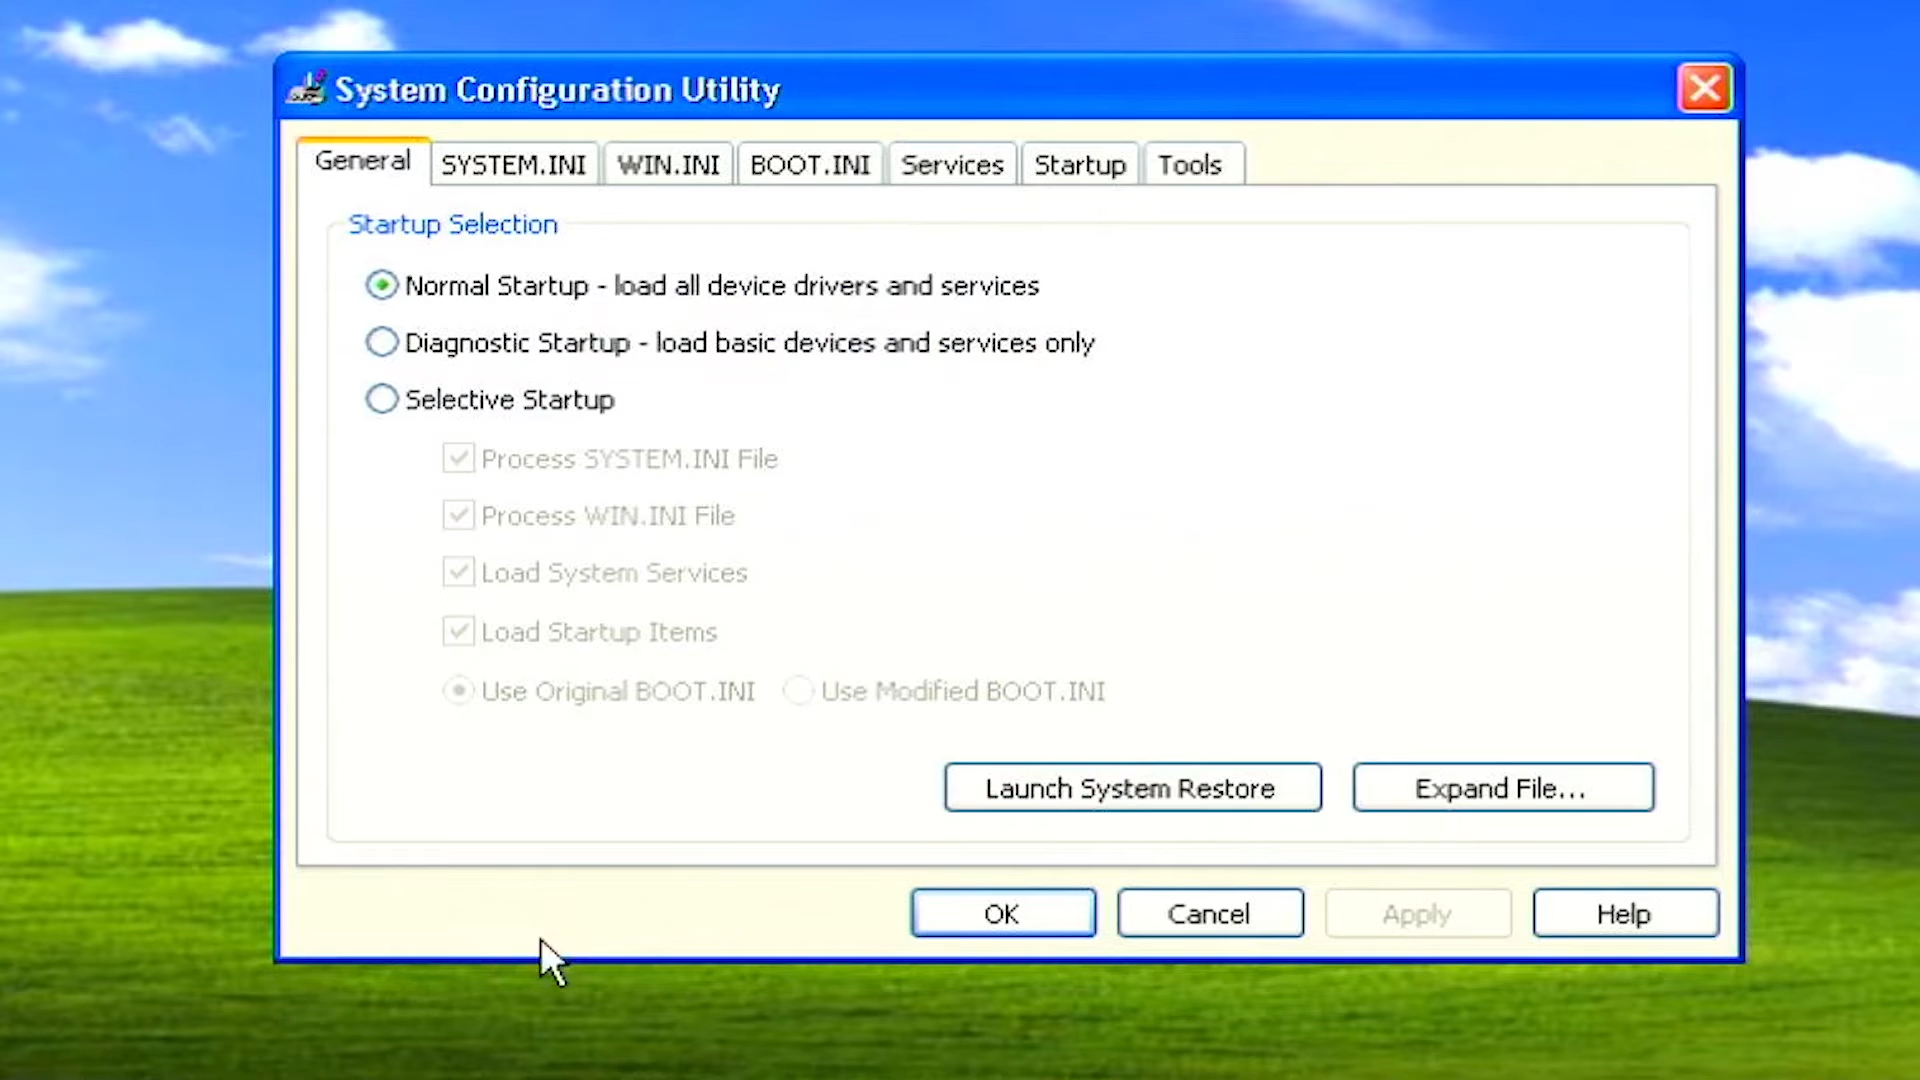 System Configuration Utility
General SYSTEM.INI WIN.INI BOOT.INI Services Startup Tools
Startup Selection
Normal Startup - load all device drivers and services
Diagnostic Startup - load basic devices and services only
Selective Startup
Process SYSTEM.INI File
Process WIN.INI File
Load System Services
Load Startup Items
Use Original BOOT.INI Use Modified BOOT.INI
Launch System Restore Expand File...
OK Cancel Apply Help